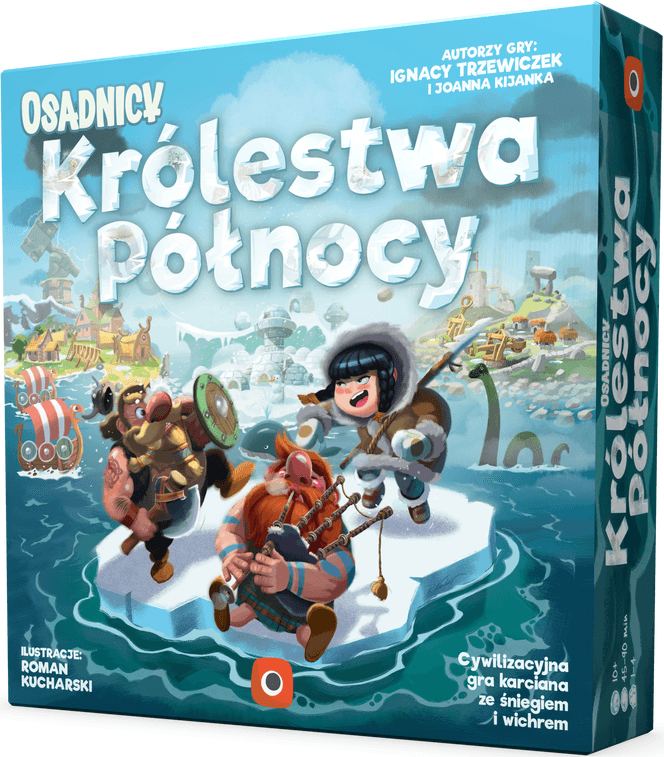 AUTORZY GRY:
IGNACY TRZEWICZEK
I JOANNA KIJANKA
OSADNICY
Królestwa
Północy
ILUSTRACJE:
ROMAN
KUCHARSKI
Cywilizacyjna
gra karciana
ze śniegiem
i wichrem
OSADNICY
Królestwa
Północy
10+
45-90 min
1-4